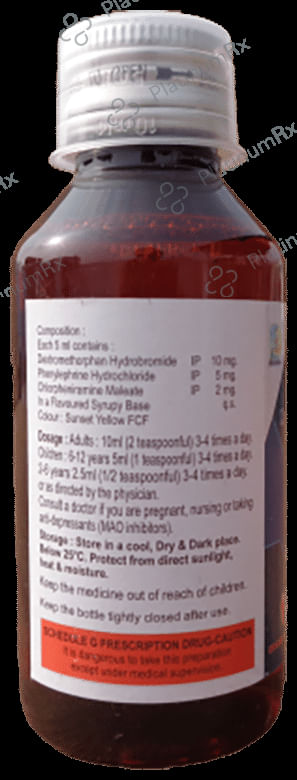 PlatinumRx
Composition :
Each 5 ml contains :
Dextromethorphan Hydrobromide IP 10 mg.
Phenylephrine Hydrochloride IP 5 mg.
Chlorpheniramine Maleate IP 2 mg.
In a Flavoured Syrupy Base q.s.
Colour : Sunset Yellow FCF
Dosage : Adults : 10ml (2 teaspoonful) 3-4 times a day.
Children : 6-12 years 5ml (1 teaspoonful) 3-4 times a day.
2-6 years 2.5ml (1/2 teaspoonful) 3-4 times a day.
or as directed by the physician.
Consult a doctor if you are pregnant, nursing or taking
anti-depressants (MAO inhibitors).
Storage : Store in a cool, Dry & Dark place.
Below 25°C, Protect from direct sunlight,
heat & moisture.
Keep the medicine out of reach of children.
Keep the bottle tightly closed after use.
SCHEDULE G PRESCRIPTION DRUG-CAUTION
It is dangerous to take this preparation
except under medical supervision.